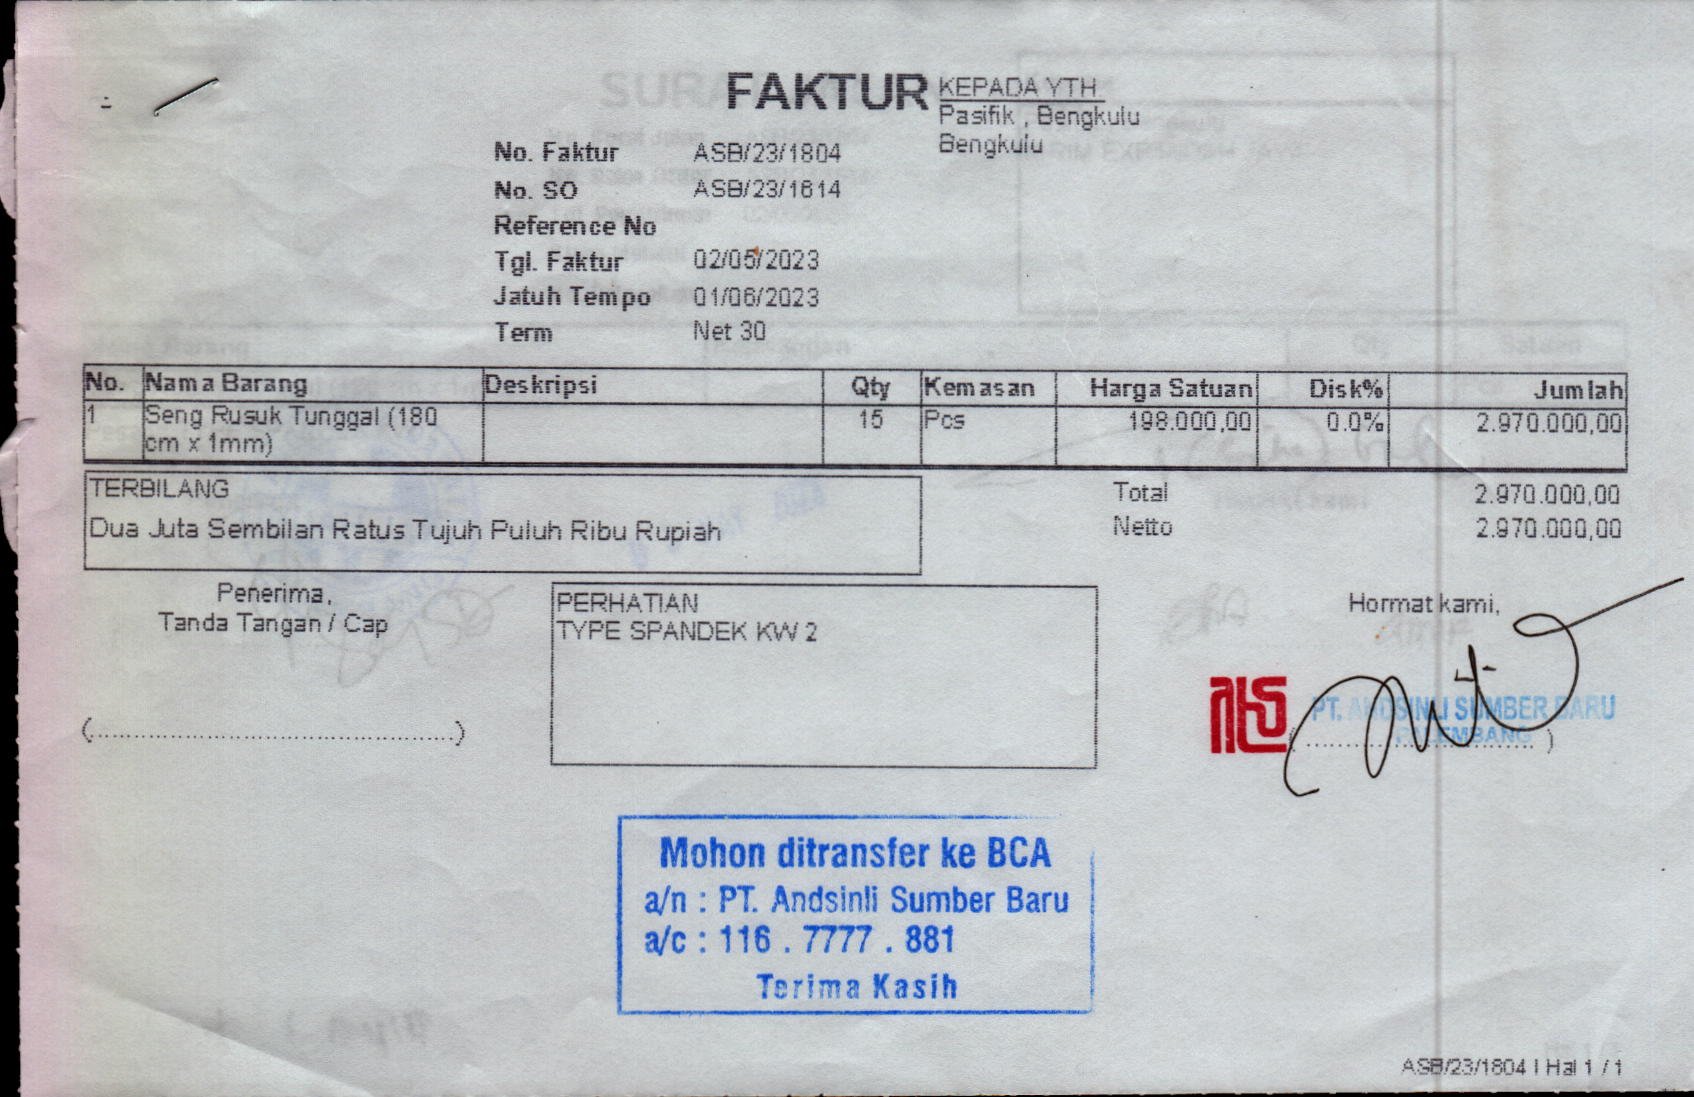 FAKTUR
KEPADA YTH.
Pasifik , Bengkulu
Bengkulu
No. Faktur ASB/23/1804
No. SO ASB/23/1614
Reference No
Tgl. Faktur 02/05/2023
Jatuh Tempo 01/06/2023
Term Net 30
No. Nama Barang Deskripsi Qty Kemasan Harga Satuan Disk% Jumlah
1 Seng Rusuk Tunggal (180 15 Pcs 198.000,00 0.0% 2.970.000,00
cm x 1mm)
TERBILANG
Dua Juta Sembilan Ratus Tujuh Puluh Ribu Rupiah
Total 2.970.000,00
Netto 2.970.000,00
Penerima,
Tanda Tangan / Cap
(............................................)
PERHATIAN
TYPE SPANDEK KW 2
Hormat kami,
PT. ANDSINLI SUMBER BARU
PALEMBANG
Mohon ditransfer ke BCA
a/n : PT. Andsinli Sumber Baru
a/c : 116 . 7777 . 881
Terima Kasih
ASB/23/1804 | Hal 1 / 1